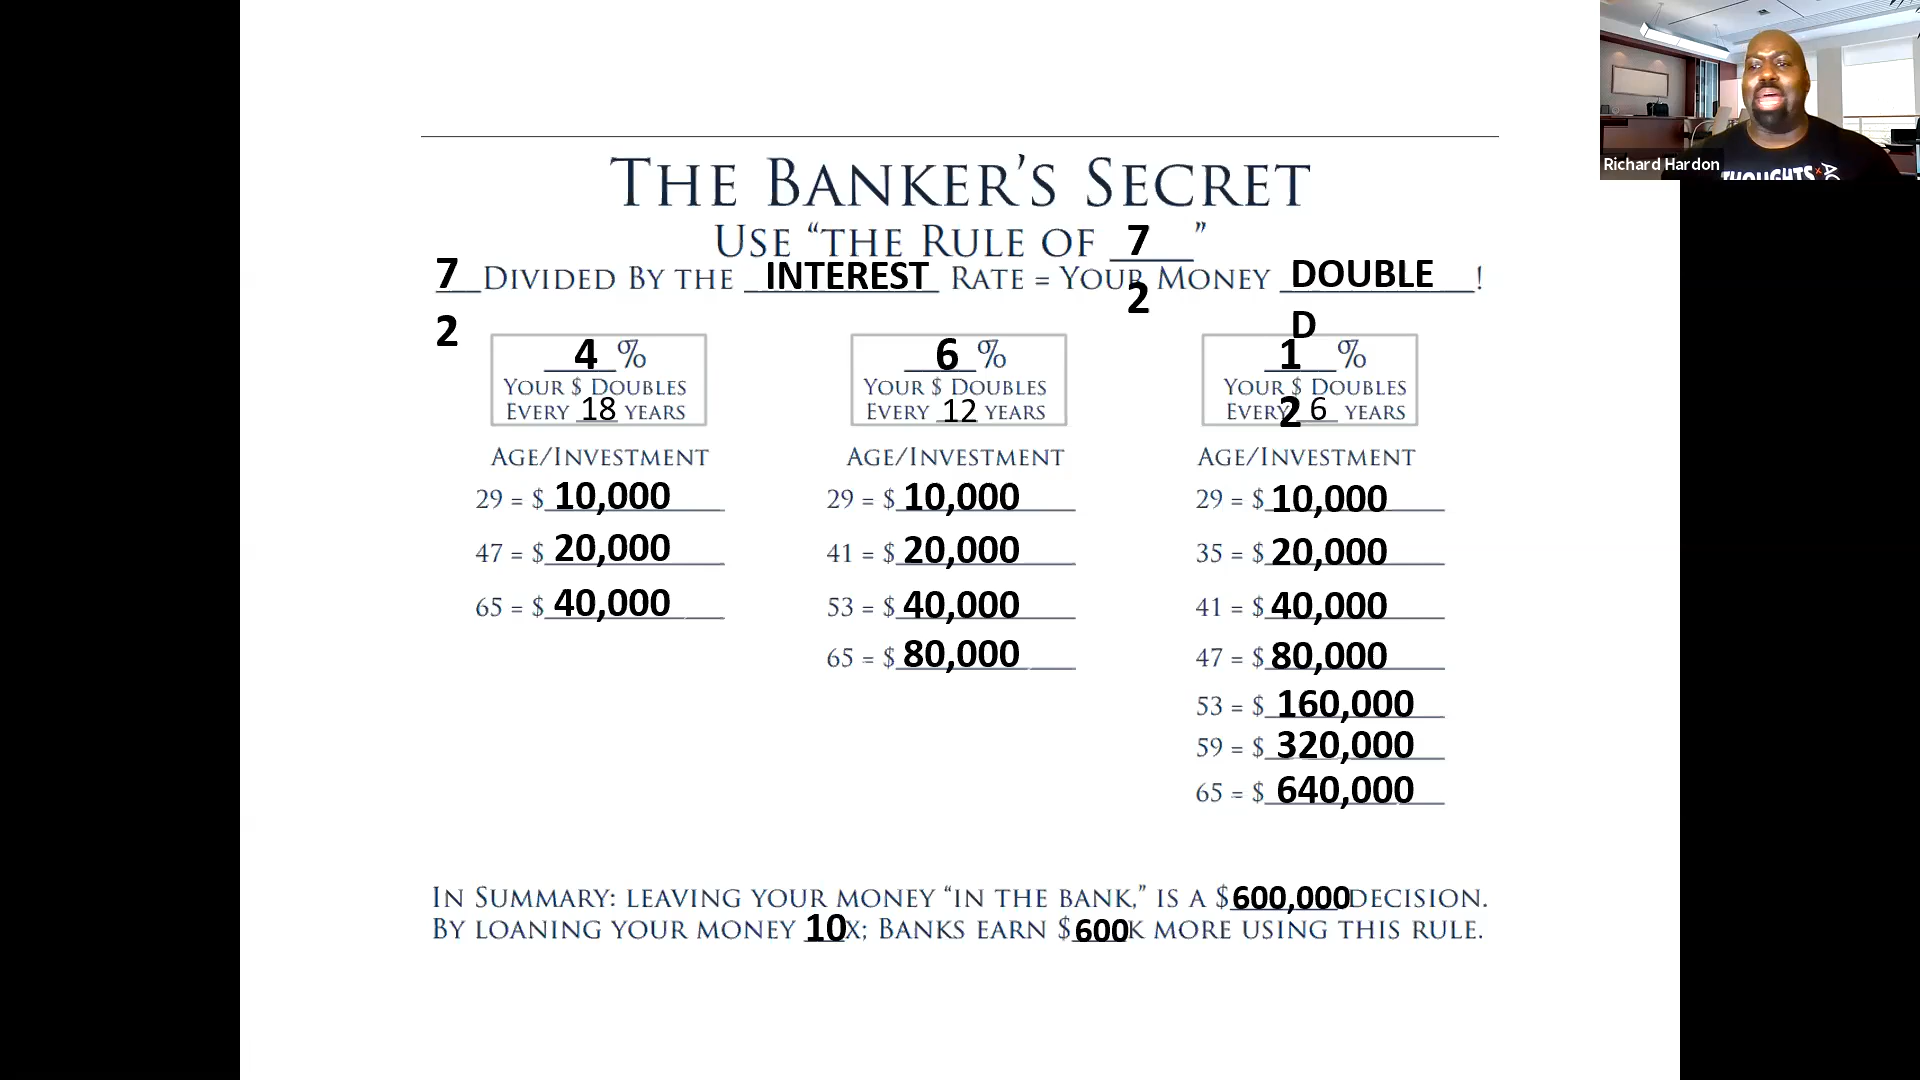 THE BANKER'S SECRET
USE "THE RULE OF 72"
72 DIVIDED BY THE INTEREST RATE = YOUR MONEY DOUBLED!
4 %
YOUR $ DOUBLES
EVERY 18 YEARS
AGE/INVESTMENT
29 = $ 10,000
47 = $ 20,000
65 = $ 40,000
6 %
YOUR $ DOUBLES
EVERY 12 YEARS
AGE/INVESTMENT
29 = $ 10,000
41 = $ 20,000
53 = $ 40,000
65 = $ 80,000
12 %
YOUR $ DOUBLES
EVERY 6 YEARS
AGE/INVESTMENT
29 = $ 10,000
35 = $ 20,000
41 = $ 40,000
47 = $ 80,000
53 = $ 160,000
59 = $ 320,000
65 = $ 640,000
IN SUMMARY: LEAVING YOUR MONEY "IN THE BANK," IS A $600,000 DECISION.
BY LOANING YOUR MONEY 10X; BANKS EARN $600K MORE USING THIS RULE.
Richard Hardon
THOUGHTS